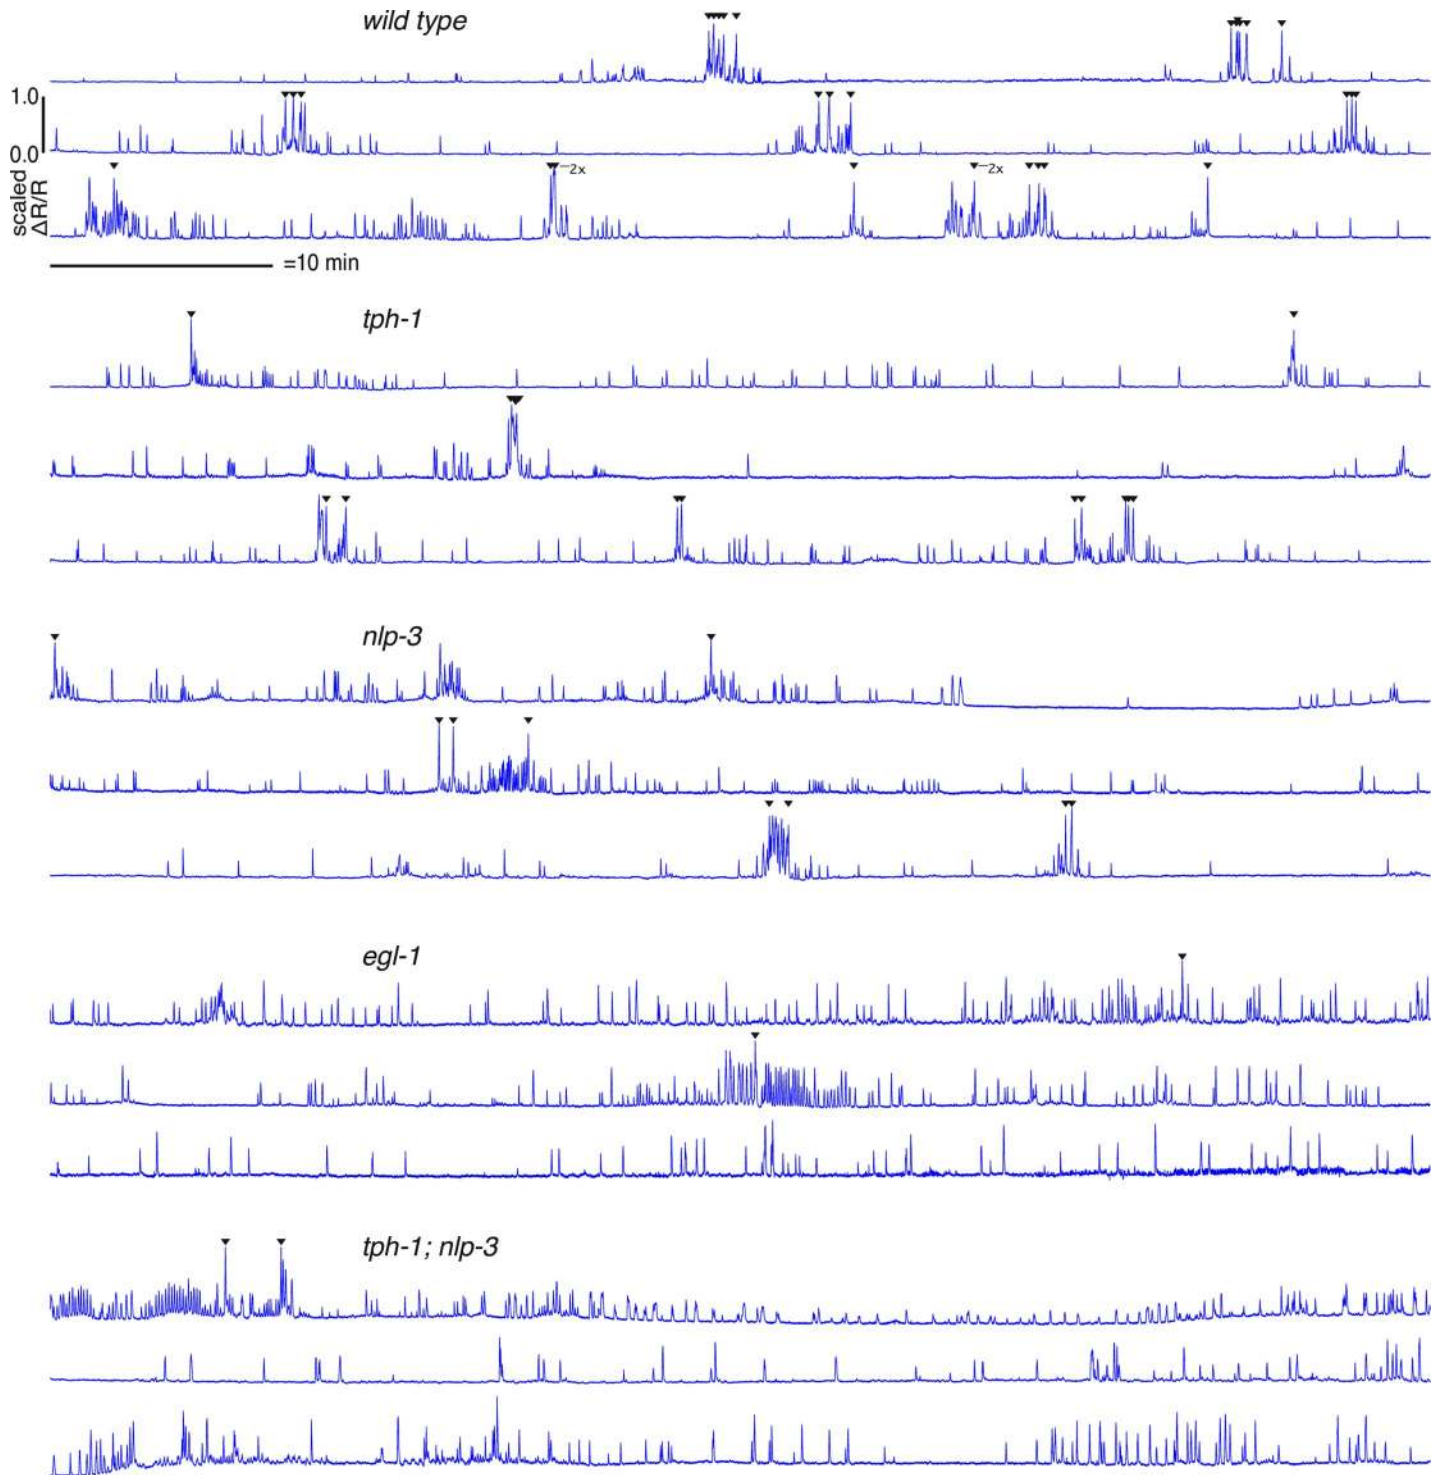 wild type
1.0
0.0
scaled
ΔR/R
–2x
–2x
=10 min
tph-1
nlp-3
egl-1
tph-1; nlp-3